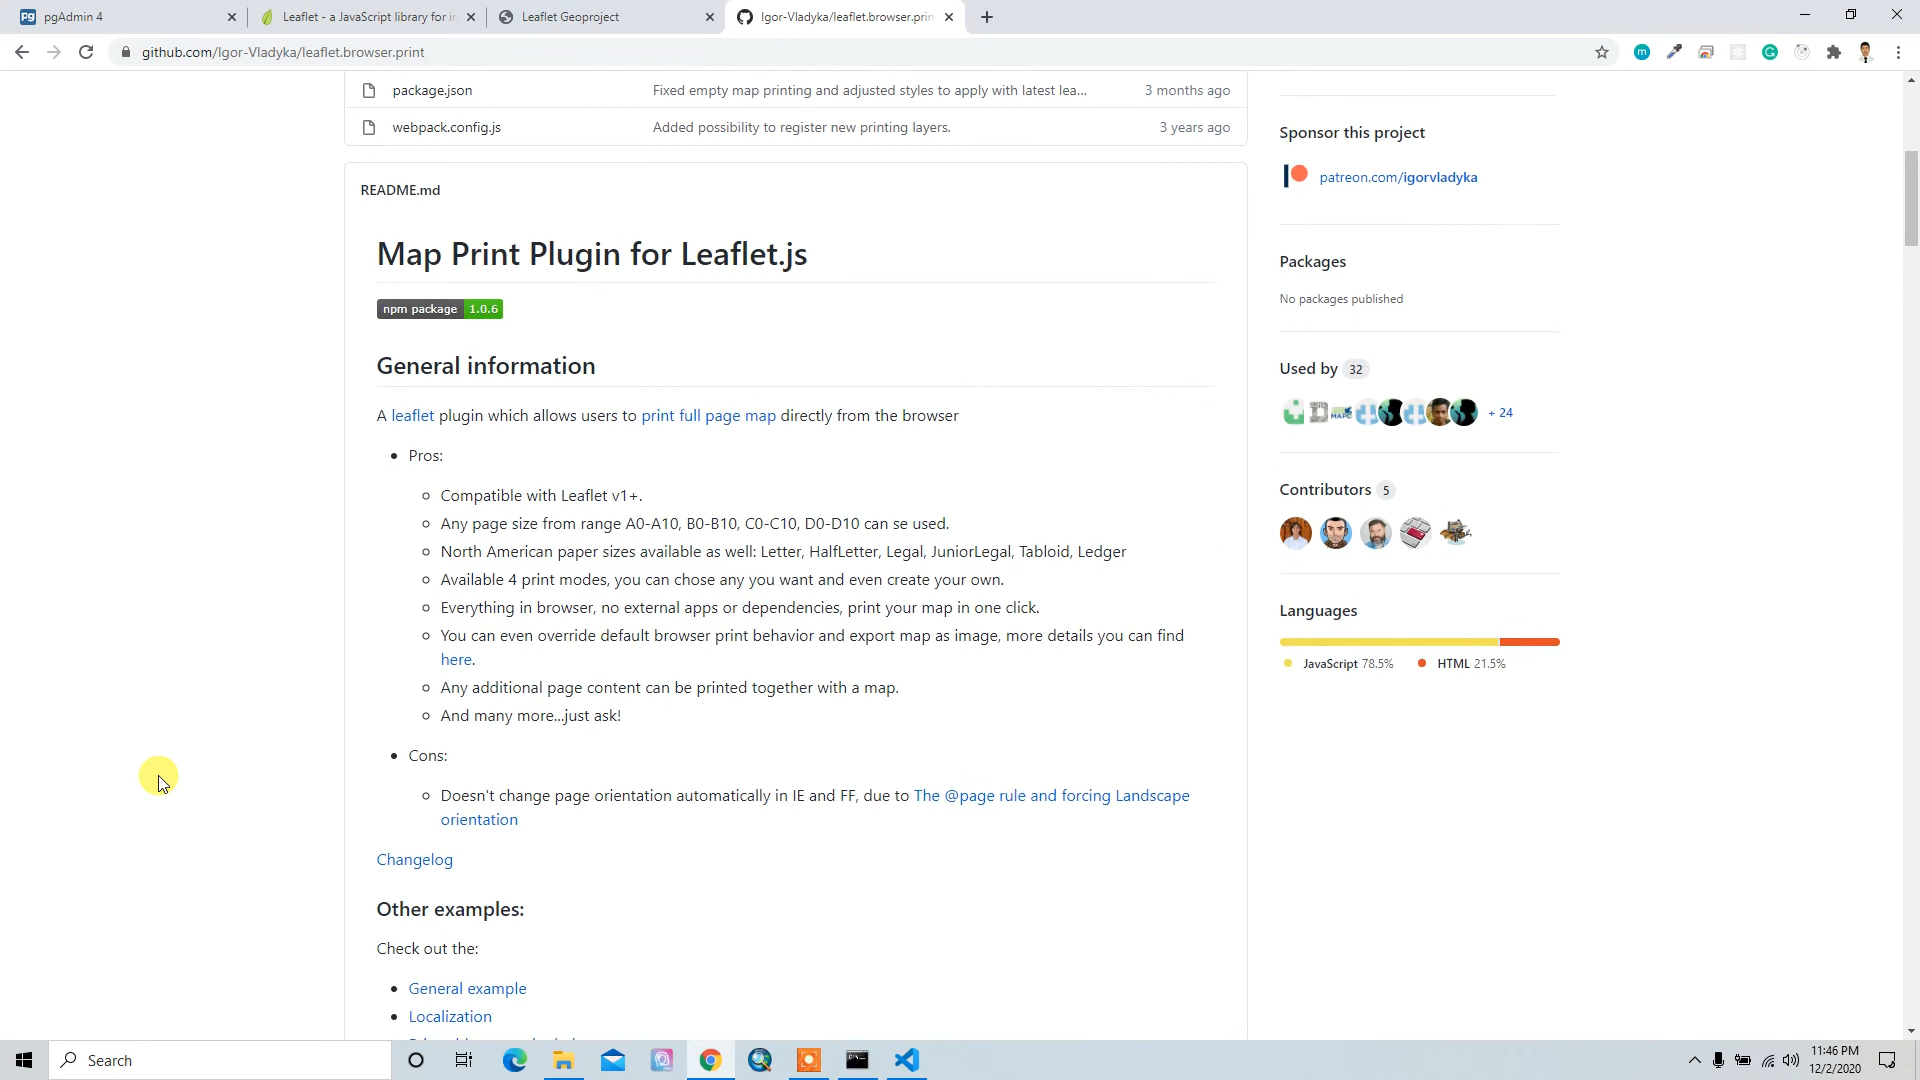 pgAdmin 4
Leaflet - a JavaScript library for in
Leaflet Geoproject
Igor-Vladyka/leaflet.browser.prin
github.com/Igor-Vladyka/leaflet.browser.print
package.json
Fixed empty map printing and adjusted styles to apply with latest lea...
3 months ago
webpack.config.js
Added possibility to register new printing layers.
3 years ago
README.md
Map Print Plugin for Leaflet.js
npm package 1.0.6
General information
A leaflet plugin which allows users to print full page map directly from the browser
Pros:
Compatible with Leaflet v1+.
Any page size from range A0-A10, B0-B10, C0-C10, D0-D10 can se used.
North American paper sizes available as well: Letter, HalfLetter, Legal, JuniorLegal, Tabloid, Ledger
Available 4 print modes, you can chose any you want and even create your own.
Everything in browser, no external apps or dependencies, print your map in one click.
You can even override default browser print behavior and export map as image, more details you can find
here.
Any additional page content can be printed together with a map.
And many more...just ask!
Cons:
Doesn't change page orientation automatically in IE and FF, due to The @page rule and forcing Landscape
orientation
Changelog
Other examples:
Check out the:
General example
Localization
Sponsor this project
patreon.com/igorvladyka
Packages
No packages published
Used by 32
+ 24
Contributors 5
Languages
JavaScript 78.5%
HTML 21.5%
Search
11:46 PM
12/2/2020